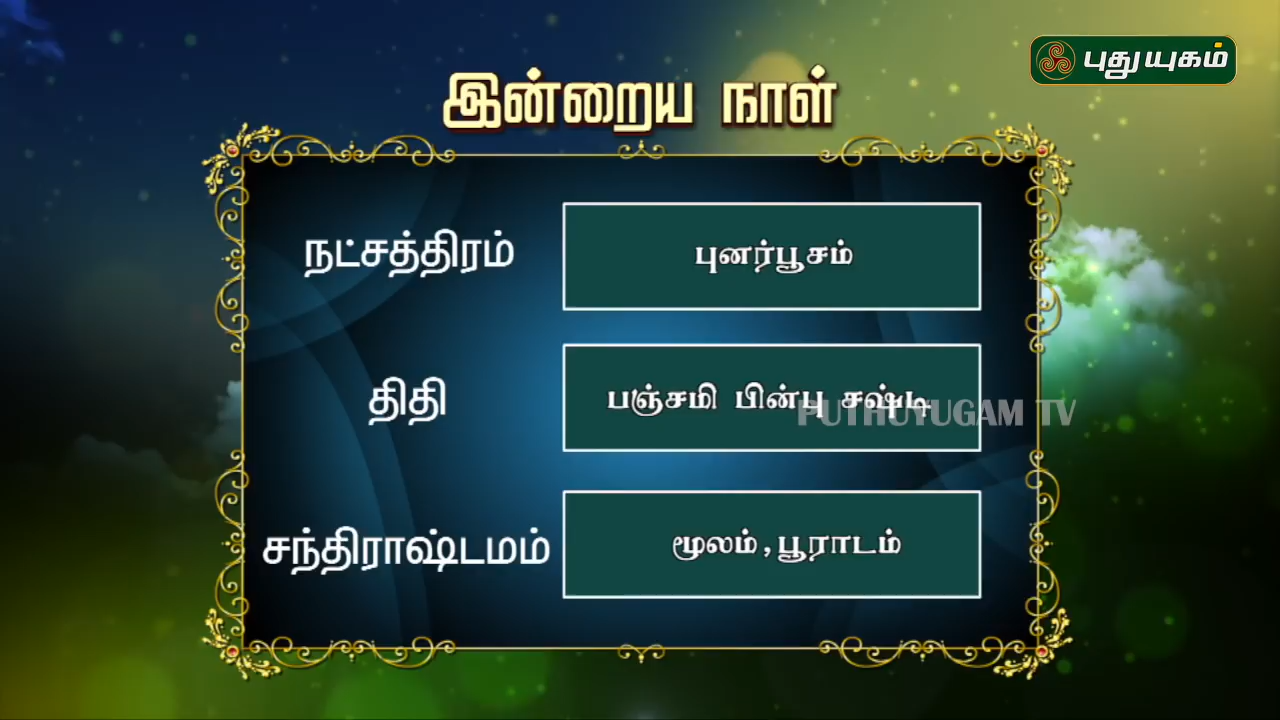 புதுயுகம்
இன்றைய நாள்
நட்சத்திரம் புனர்பூசம்
திதி பஞ்சமி பின்பு சஷ்டி
PUTHUYUGAM TV
சந்திராஷ்டமம் மூலம்,பூராடம்